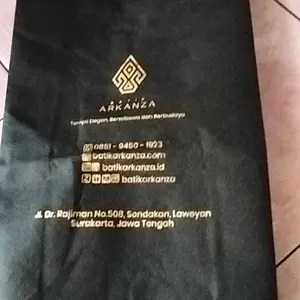 BATIK
ARKANZA
Tampil Elegan, Berwibawa dan Berbudaya
0851 - 9450 - 1923
batikarkanza.com
batikarkanza.id
batikarkanza
Jl. Dr. Rajiman No.508, Sondakan, Laweyan
Surakarta, Jawa Tengah